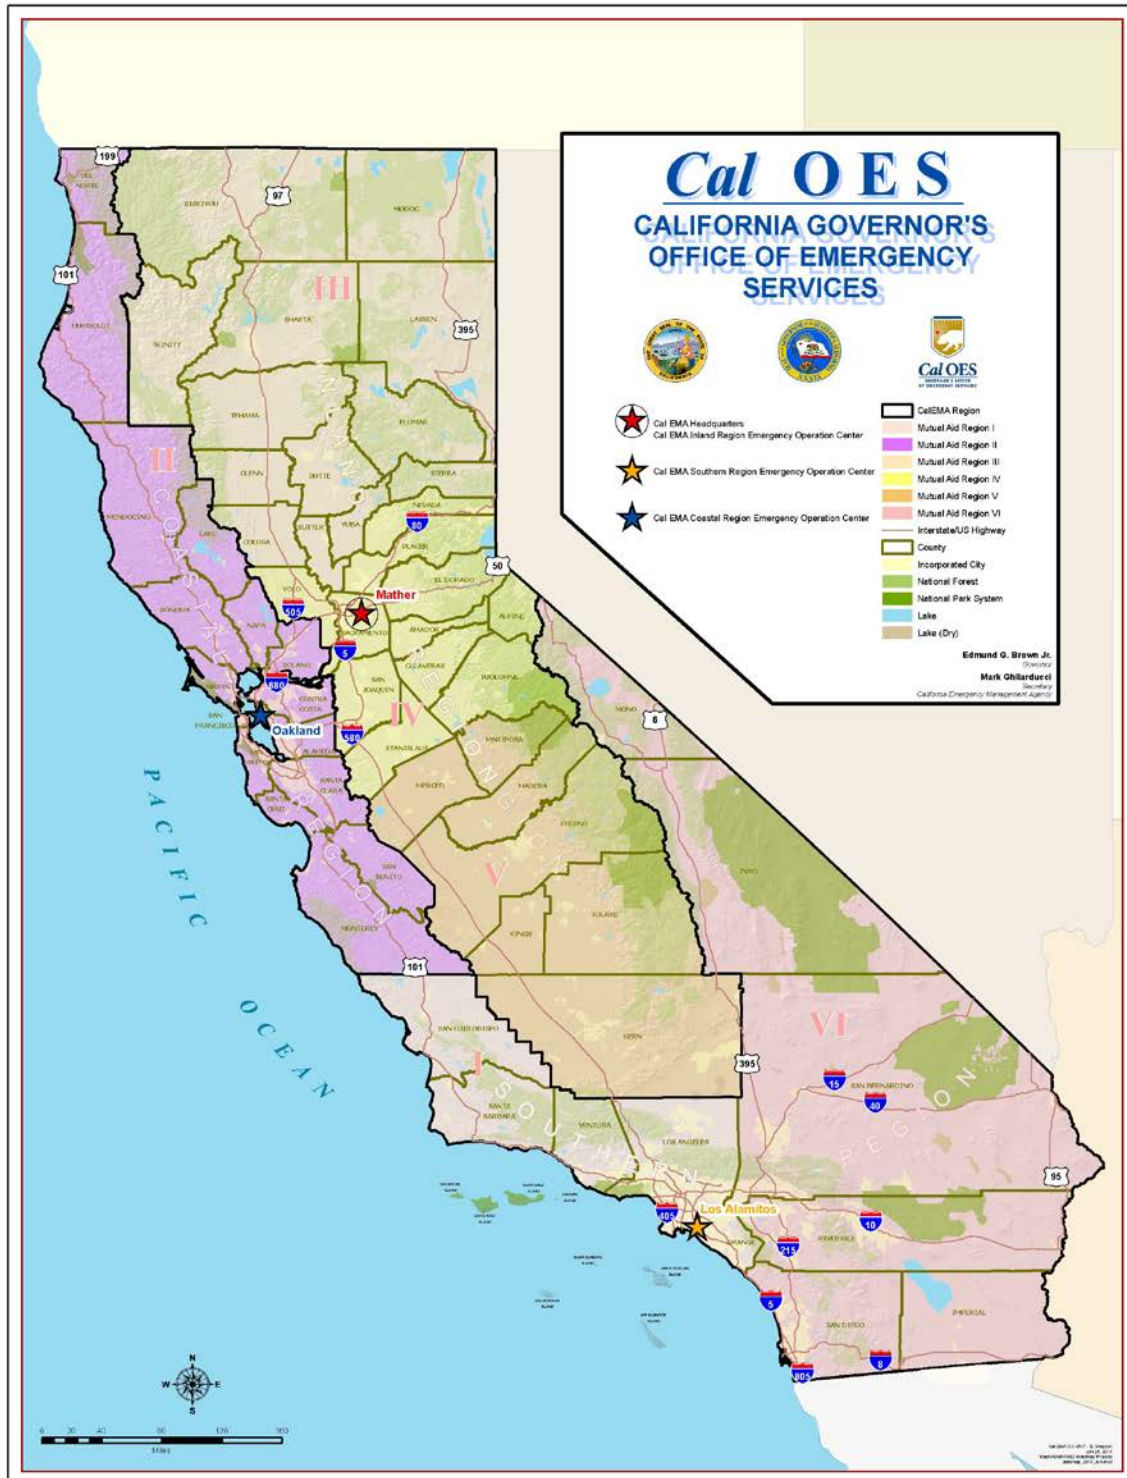 Cal OES
CALIFORNIA GOVERNOR'S
OFFICE OF EMERGENCY
SERVICES
Cal OES
Cal EMA Headquarters
Cal EMA Inland Region Emergency Operation Center
Cal EMA Southern Region Emergency Operation Center
Cal EMA Coastal Region Emergency Operation Center
CalEMA Region
Mutual Aid Region I
Mutual Aid Region II
Mutual Aid Region III
Mutual Aid Region IV
Mutual Aid Region V
Mutual Aid Region VI
Interstate/US Highway
County
Incorporated City
National Forest
National Park System
Lake
Lake (Dry)
Edmund G. Brown Jr.
Governor
Mark Ghilarducci
Secretary
California Emergency Management Agency
199
DEL NORTE
97
SISKIYOU
MODOC
101
III
HUMBOLDT
TRINITY
SHASTA
LASSEN
395
TEHAMA
PLUMAS
II
GLENN
BUTTE
SIERRA
MENDOCINO
LAKE
COLUSA
SUTTER
YUBA
NEVADA
80
PLACER
50
EL DORADO
YOLO
Mather
505
SONOMA
NAPA
SACRAMENTO
AMADOR
ALPINE
5
SOLANO
CALAVERAS
TUOLUMNE
680
MARIN
CONTRA COSTA
SAN JOAQUIN
MONO
SAN FRANCISCO
Oakland
IV
6
580
ALAMEDA
STANISLAUS
MARIPOSA
SAN MATEO
SANTA CLARA
MERCED
MADERA
SANTA CRUZ
FRESNO
SAN BENITO
V
INYO
MONTEREY
KINGS
TULARE
101
PACIFIC
OCEAN
COASTAL REGION
INLAND REGION
SOUTHERN REGION
SAN LUIS OBISPO
KERN
VI
I
395
15
SAN BERNARDINO
40
SANTA BARBARA
VENTURA
LOS ANGELES
95
405
Los Alamitos
10
ORANGE
RIVERSIDE
215
5
SAN DIEGO
IMPERIAL
8
805
N
W E
S
0 20 40 80 120 160
Miles